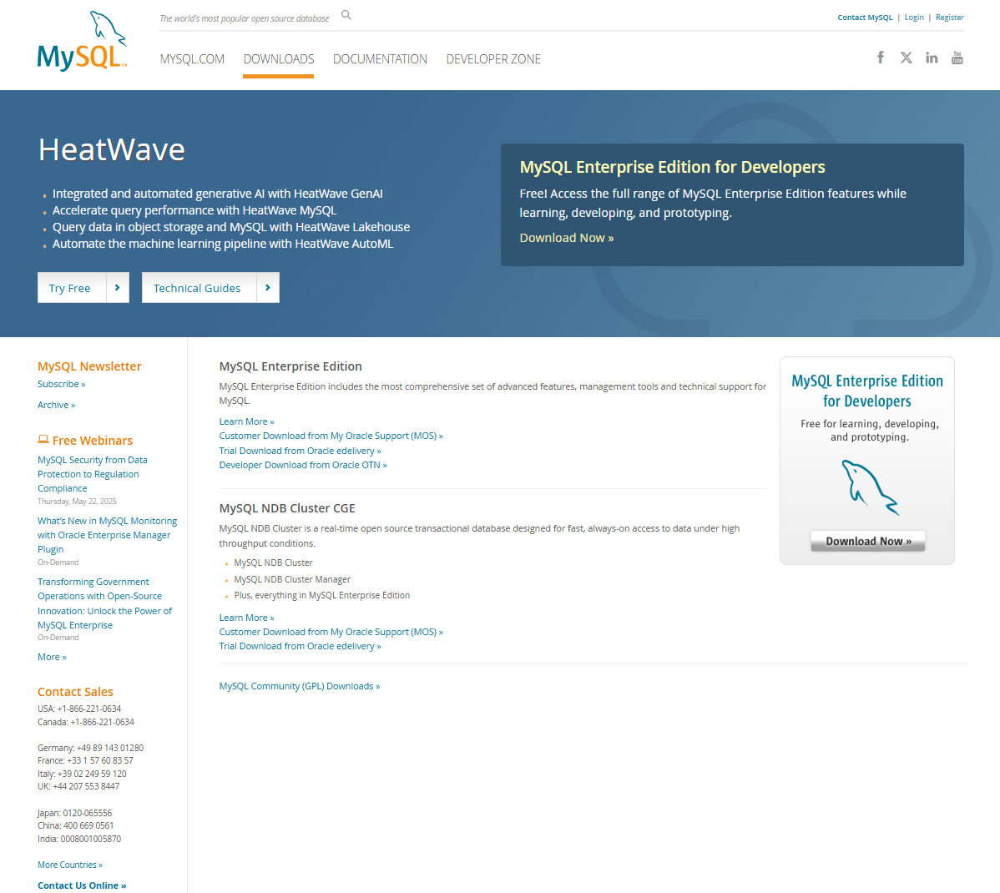 The world's most popular open source database
Contact MySQL | Login | Register
MySQL™
MYSQL.COM DOWNLOADS DOCUMENTATION DEVELOPER ZONE
You Tube
HeatWave
Integrated and automated generative AI with HeatWave GenAI
Accelerate query performance with HeatWave MySQL
Query data in object storage and MySQL with HeatWave Lakehouse
Automate the machine learning pipeline with HeatWave AutoML
Try Free
Technical Guides
MySQL Enterprise Edition for Developers
Free! Access the full range of MySQL Enterprise Edition features while
learning, developing, and prototyping.
Download Now »
MySQL Newsletter
Subscribe »
Archive »
Free Webinars
MySQL Security from Data
Protection to Regulation
Compliance
Thursday, May 22, 2025
What's New in MySQL Monitoring
with Oracle Enterprise Manager
Plugin
On-Demand
Transforming Government
Operations with Open-Source
Innovation: Unlock the Power of
MySQL Enterprise
On-Demand
More »
Contact Sales
USA: +1-866-221-0634
Canada: +1-866-221-0634
Germany: +49 89 143 01280
France: +33 1 57 60 83 57
Italy: +39 02 249 59 120
UK: +44 207 553 8447
Japan: 0120-065556
China: 400 669 0561
India: 0008001005870
More Countries »
Contact Us Online »
MySQL Enterprise Edition
MySQL Enterprise Edition includes the most comprehensive set of advanced features, management tools and technical support for
MySQL.
Learn More »
Customer Download from My Oracle Support (MOS) »
Trial Download from Oracle edelivery »
Developer Download from Oracle OTN »
MySQL NDB Cluster CGE
MySQL NDB Cluster is a real-time open source transactional database designed for fast, always-on access to data under high
throughput conditions.
MySQL NDB Cluster
MySQL NDB Cluster Manager
Plus, everything in MySQL Enterprise Edition
Learn More »
Customer Download from My Oracle Support (MOS) »
Trial Download from Oracle edelivery »
MySQL Community (GPL) Downloads »
MySQL Enterprise Edition
for Developers
Free for learning, developing,
and prototyping.
Download Now »